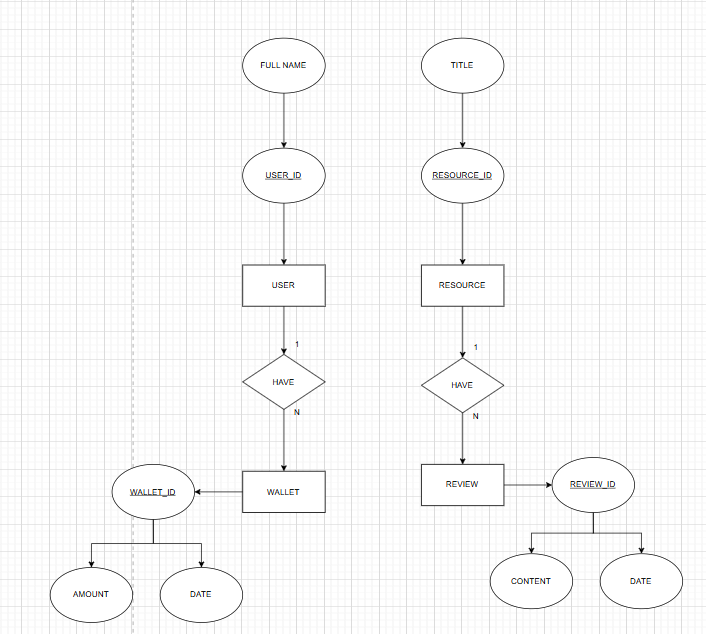 FULL NAME
TITLE
USER_ID
RESOURCE_ID
USER
RESOURCE
1
1
HAVE
HAVE
N
N
WALLET_ID
WALLET
REVIEW
REVIEW_ID
AMOUNT
DATE
CONTENT
DATE